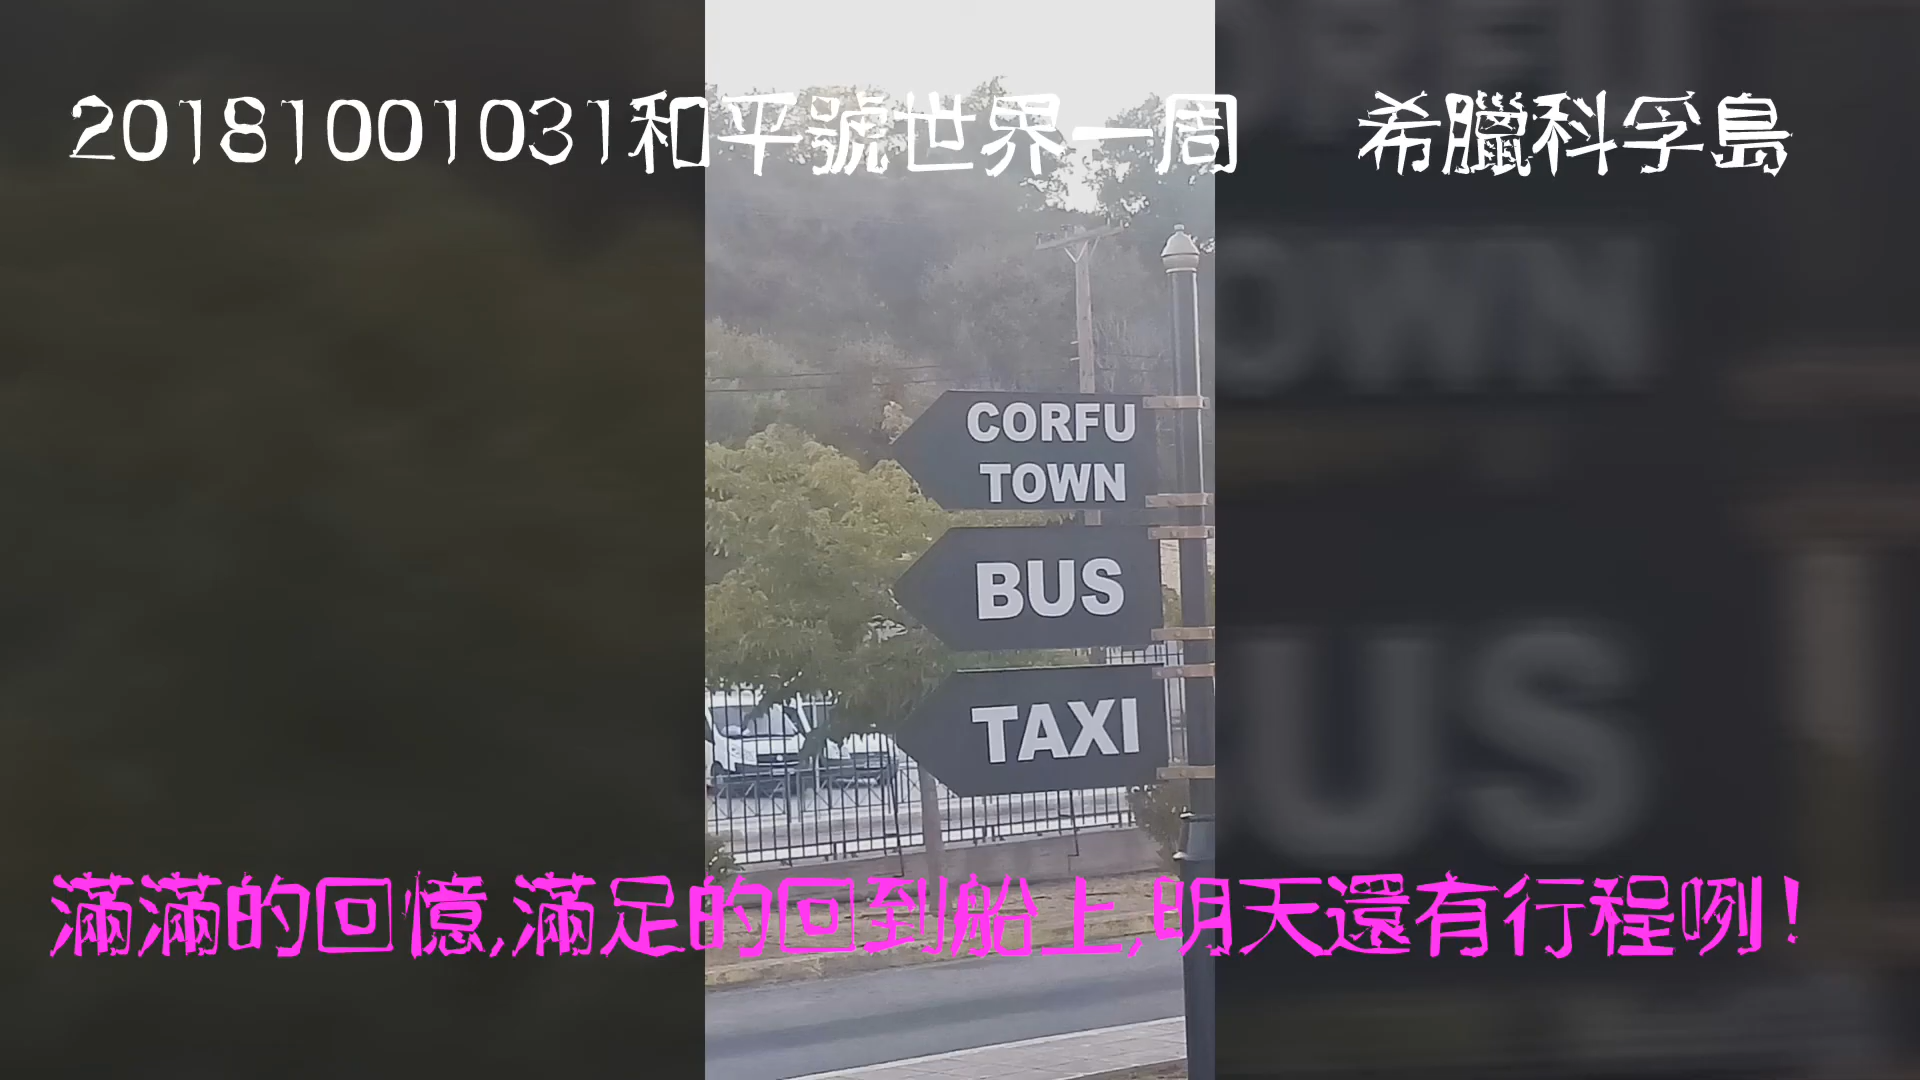 20181001031和平號世界一周 希臘科孚島
CORFU
TOWN
BUS
TAXI
滿滿的回憶,滿足的回到船上,明天還有行程咧!